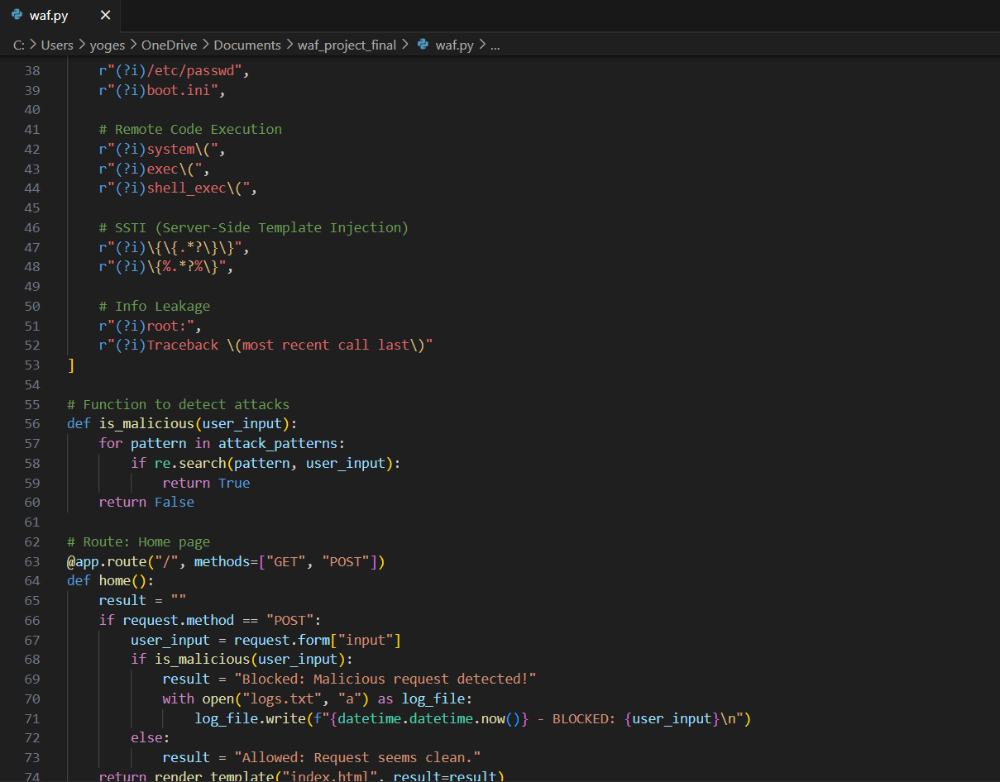 waf.py ×
C: > Users > yoges > OneDrive > Documents > waf_project_final > waf.py > ...
38 r"(?i)/etc/passwd",
39 r"(?i)boot.ini",
40
41 # Remote Code Execution
42 r"(?i)system\(",
43 r"(?i)exec\(",
44 r"(?i)shell_exec\(",
45
46 # SSTI (Server-Side Template Injection)
47 r"(?i)\{\{.*?\}\}",
48 r"(?i)\{%.*?%\}",
49
50 # Info Leakage
51 r"(?i)root:",
52 r"(?i)Traceback \(most recent call last\)"
53 ]
54
55 # Function to detect attacks
56 def is_malicious(user_input):
57 for pattern in attack_patterns:
58 if re.search(pattern, user_input):
59 return True
60 return False
61
62 # Route: Home page
63 @app.route("/", methods=["GET", "POST"])
64 def home():
65 result = ""
66 if request.method == "POST":
67 user_input = request.form["input"]
68 if is_malicious(user_input):
69 result = "Blocked: Malicious request detected!"
70 with open("logs.txt", "a") as log_file:
71 log_file.write(f"{datetime.datetime.now()} - BLOCKED: {user_input}\n")
72 else:
73 result = "Allowed: Request seems clean."
74 return render_template("index.html", result=result)